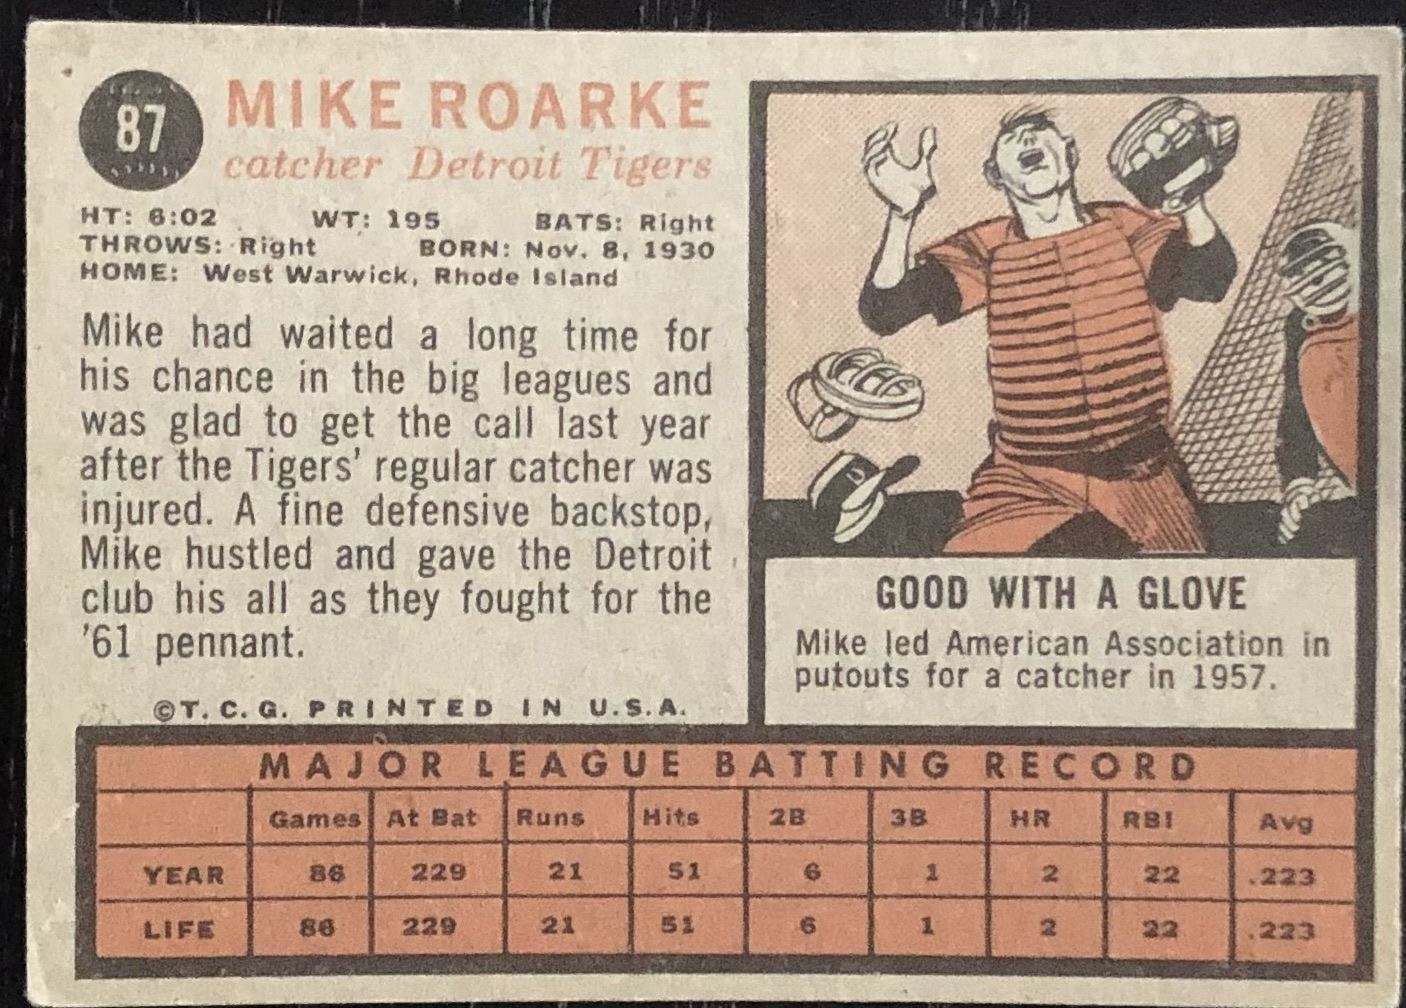 87
MIKE ROARKE
catcher Detroit Tigers
HT: 6:02 WT: 195 BATS: Right
THROWS: Right BORN: Nov. 8, 1930
HOME: West Warwick, Rhode Island
Mike had waited a long time for
his chance in the big leagues and
was glad to get the call last year
after the Tigers' regular catcher was
injured. A fine defensive backstop,
Mike hustled and gave the Detroit
club his all as they fought for the
'61 pennant.
©T. C. G. PRINTED IN U.S.A.
GOOD WITH A GLOVE
Mike led American Association in
putouts for a catcher in 1957.
MAJOR LEAGUE BATTING RECORD
Games At Bat Runs Hits 2B 3B HR RBI Avg
YEAR 86 229 21 51 6 1 2 22 .223
LIFE 86 229 21 51 6 1 2 22 .223